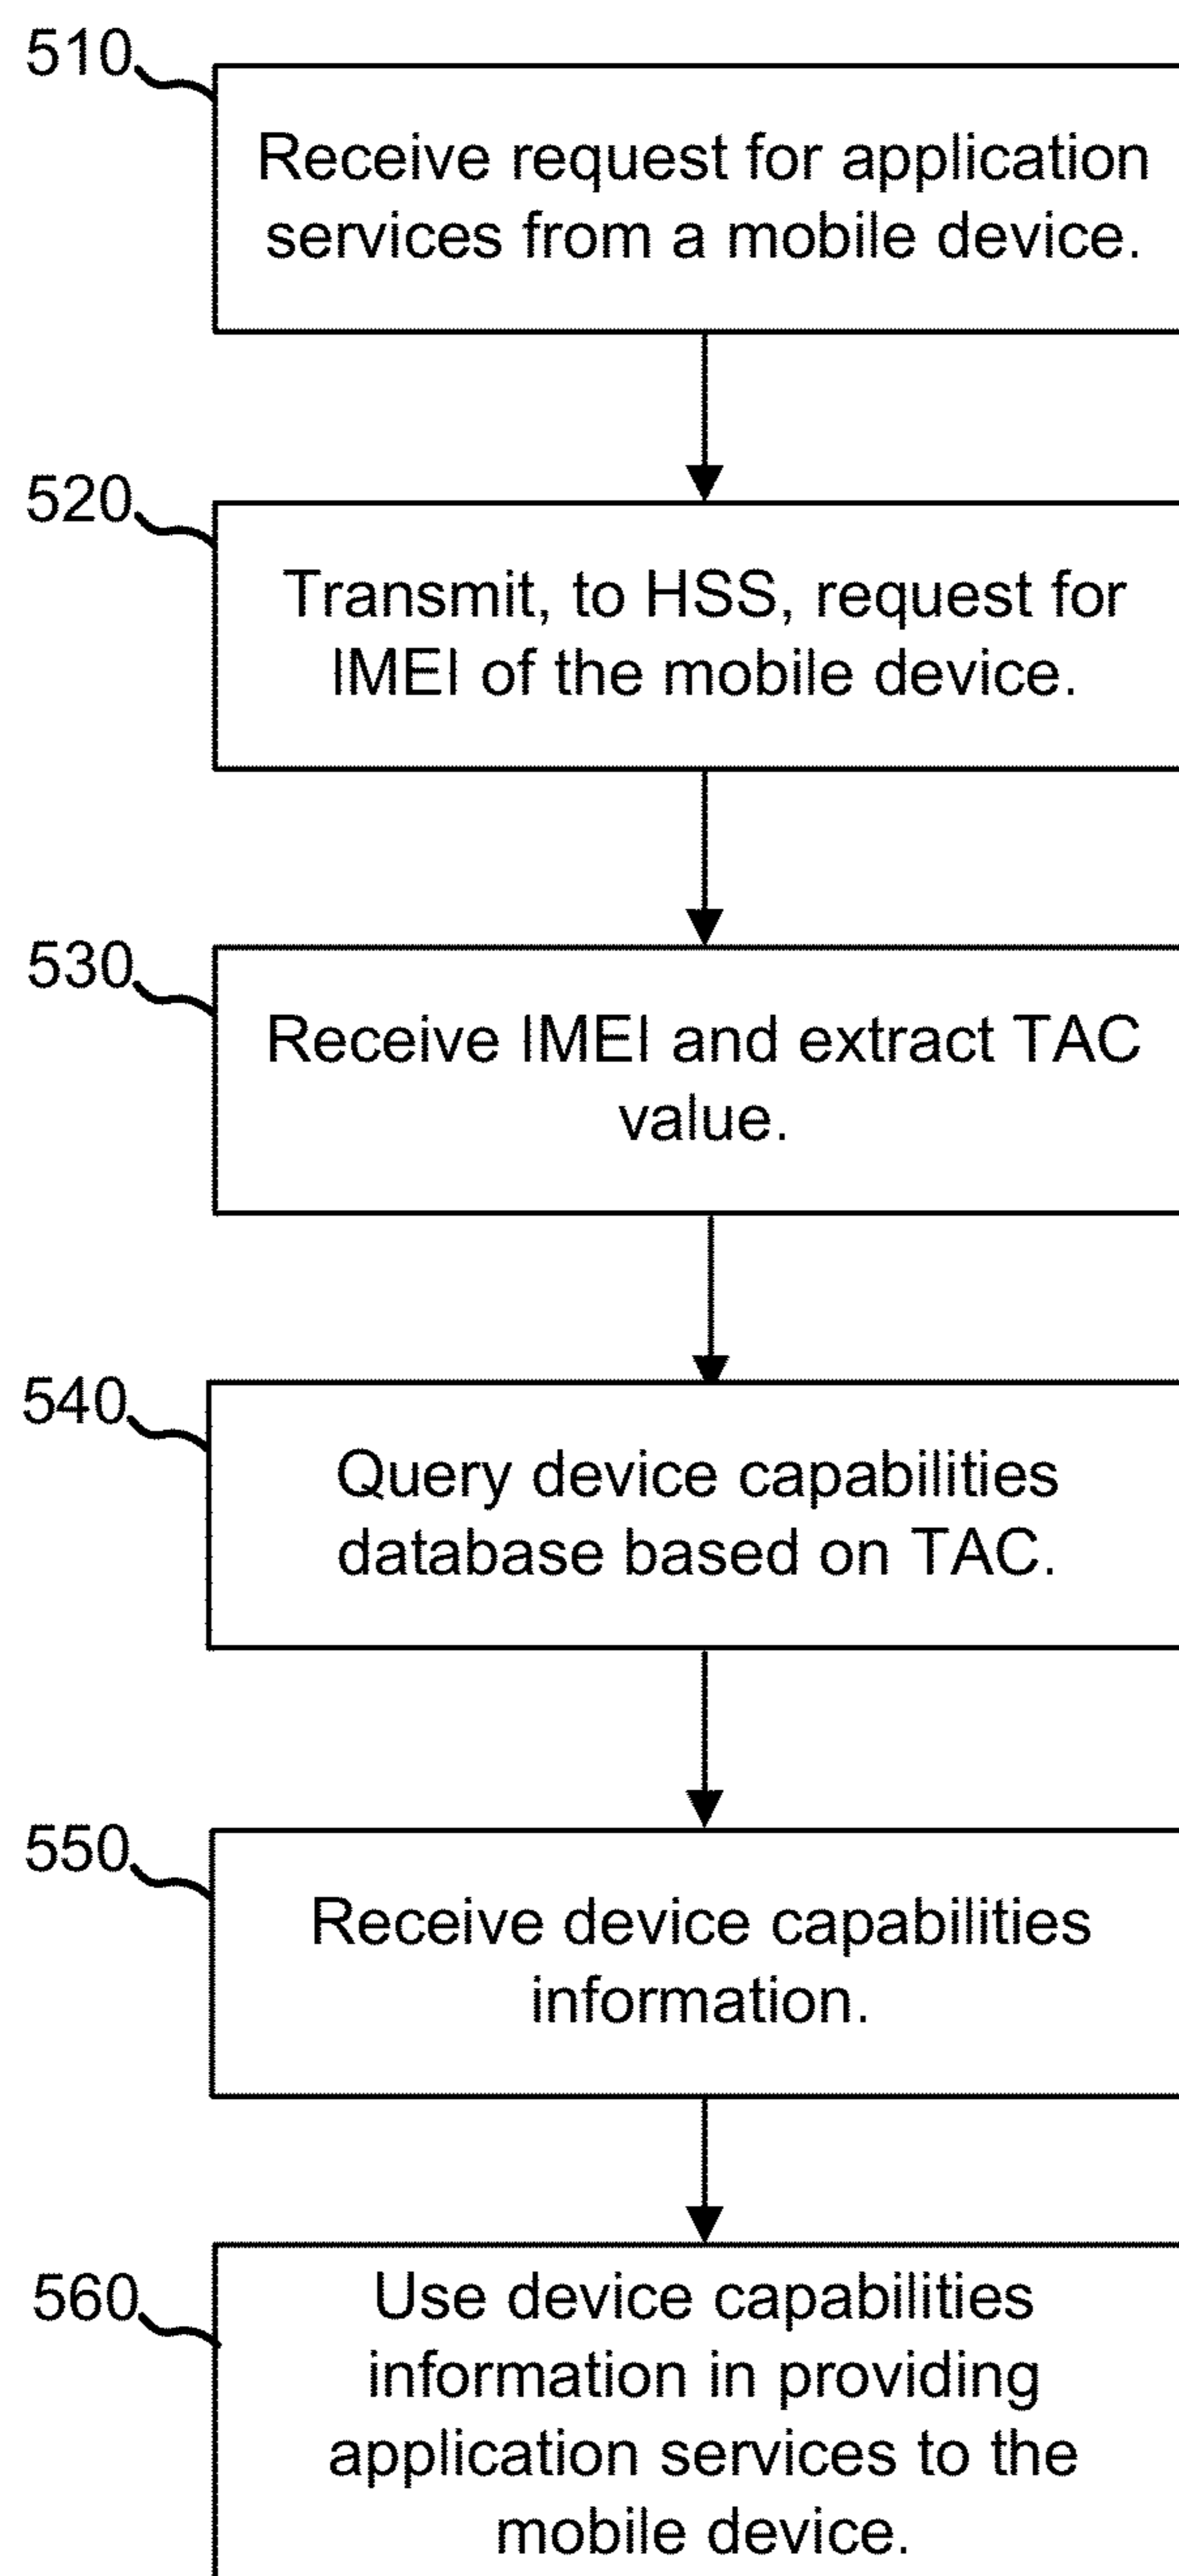 510
Receive request for application
services from a mobile device.
520
Transmit, to HSS, request for
IMEI of the mobile device.
530
Receive IMEI and extract TAC
value.
540
Query device capabilities
database based on TAC.
550
Receive device capabilities
information.
560
Use device capabilities
information in providing
application services to the
mobile device.